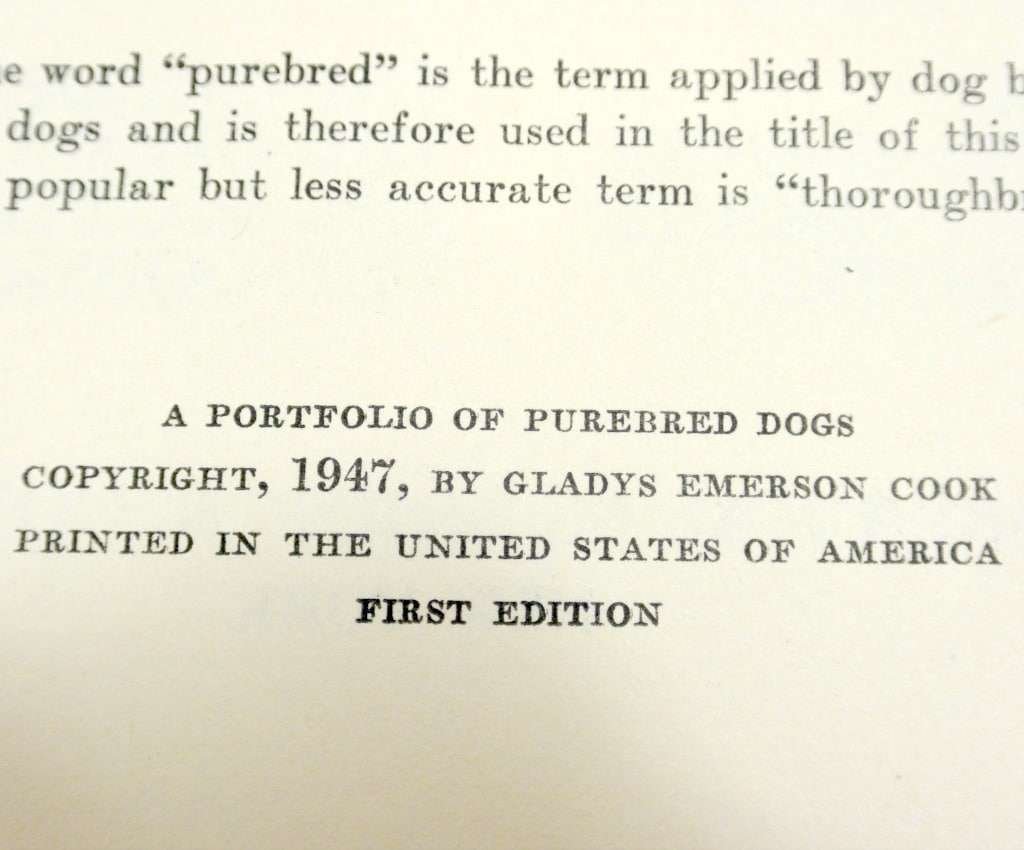 e word “purebred” is the term applied by dog b
dogs and is therefore used in the title of this
popular but less accurate term is “thoroughb
A PORTFOLIO OF PUREBRED DOGS
COPYRIGHT, 1947, BY GLADYS EMERSON COOK
PRINTED IN THE UNITED STATES OF AMERICA
FIRST EDITION